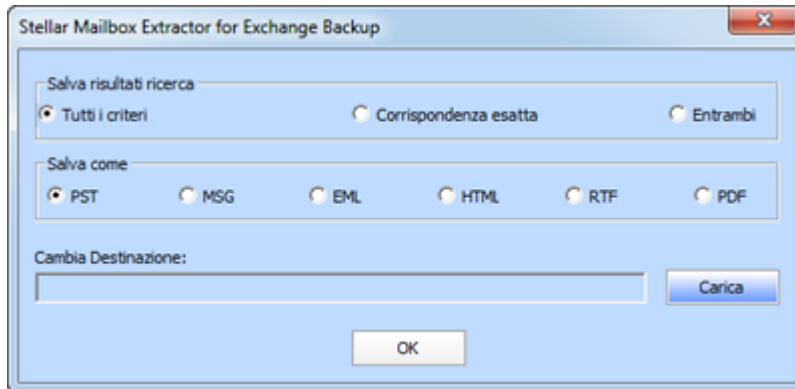 Stellar Mailbox Extractor for Exchange Backup
Salva risultati ricerca
Tutti i criteri Corrispondenza esatta Entrambi
Salva come
PST MSG EML HTML RTF PDF
Cambia Destinazione:
Carica
OK